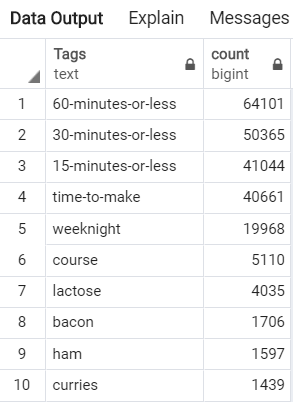 Data Output Explain Messages
Tags count
text bigint
1 60-minutes-or-less 64101
2 30-minutes-or-less 50365
3 15-minutes-or-less 41044
4 time-to-make 40661
5 weeknight 19968
6 course 5110
7 lactose 4035
8 bacon 1706
9 ham 1597
10 curries 1439